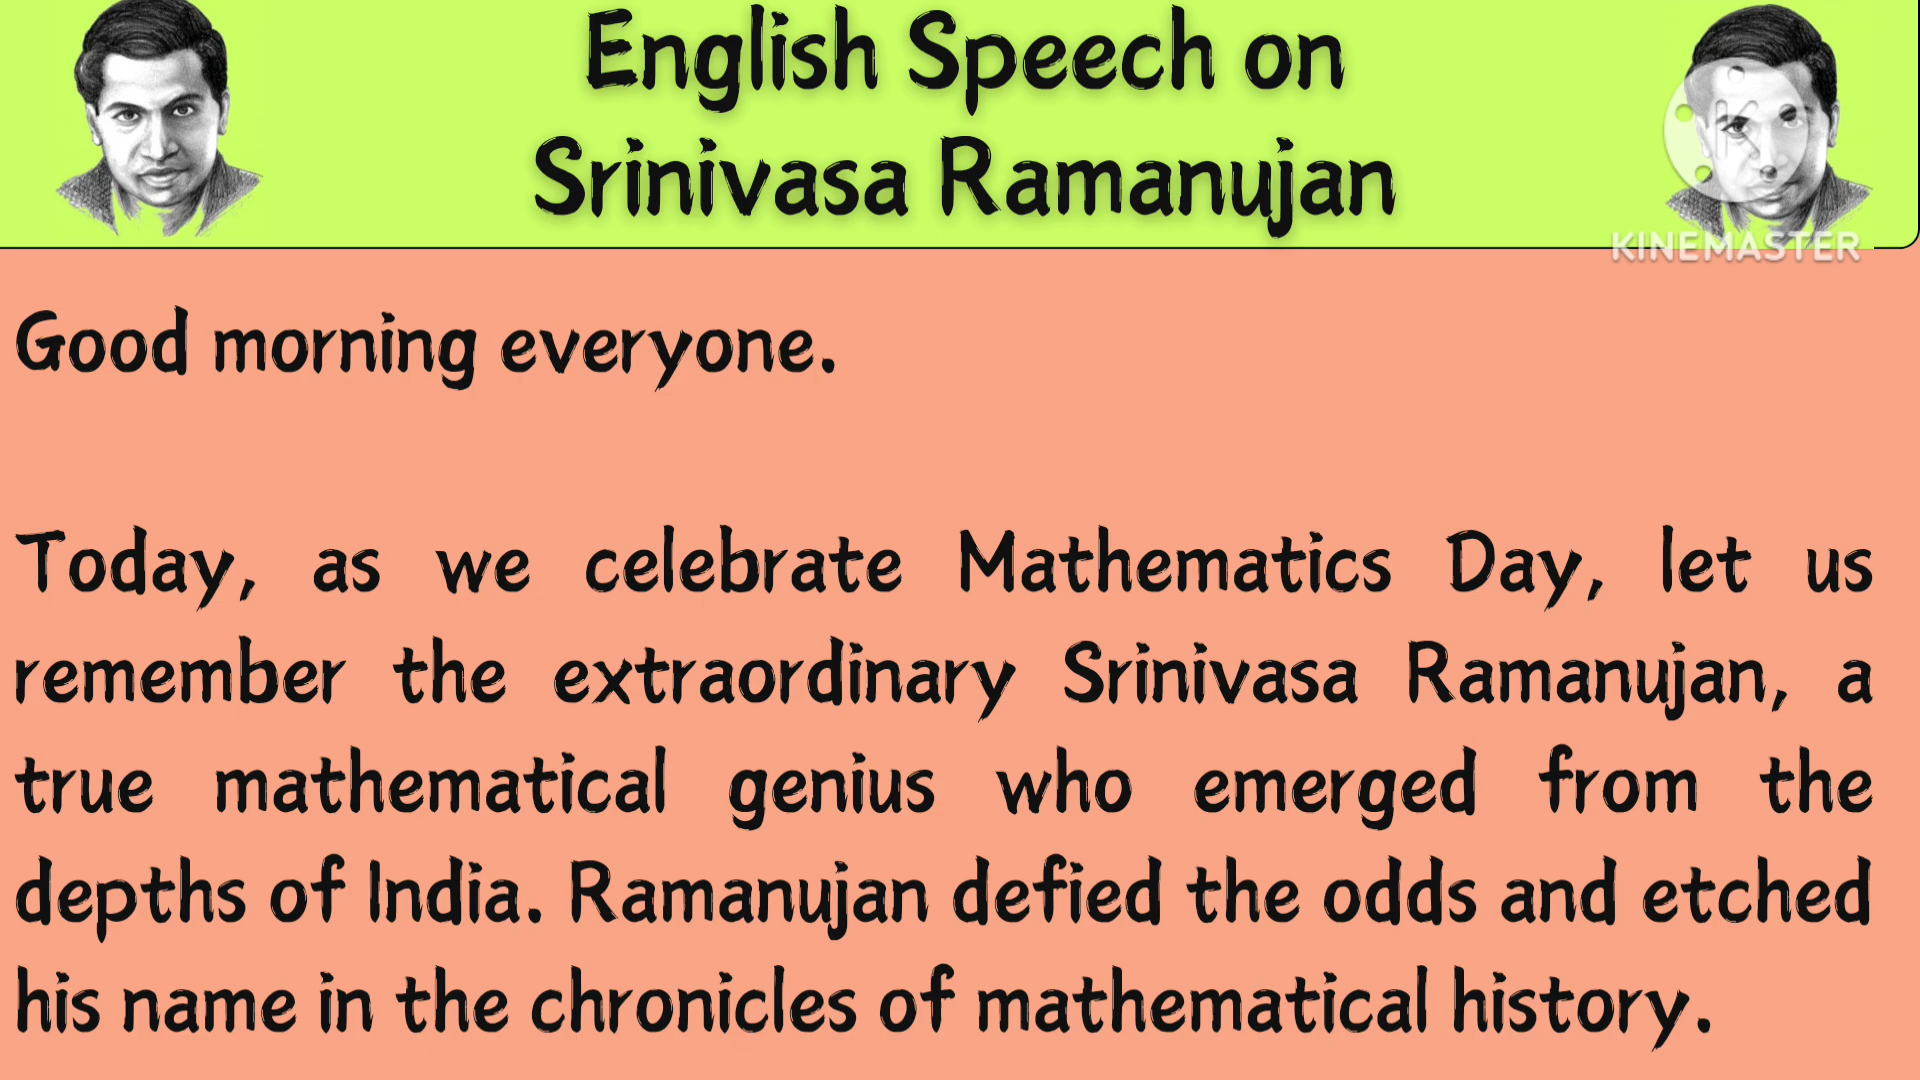 English Speech on
Srinivasa Ramanujan
K
KINEMASTER
Good morning everyone.
Today, as we celebrate Mathematics Day, let us
remember the extraordinary Srinivasa Ramanujan, a
true mathematical genius who emerged from the
depths of India. Ramanujan defied the odds and etched
his name in the chronicles of mathematical history.